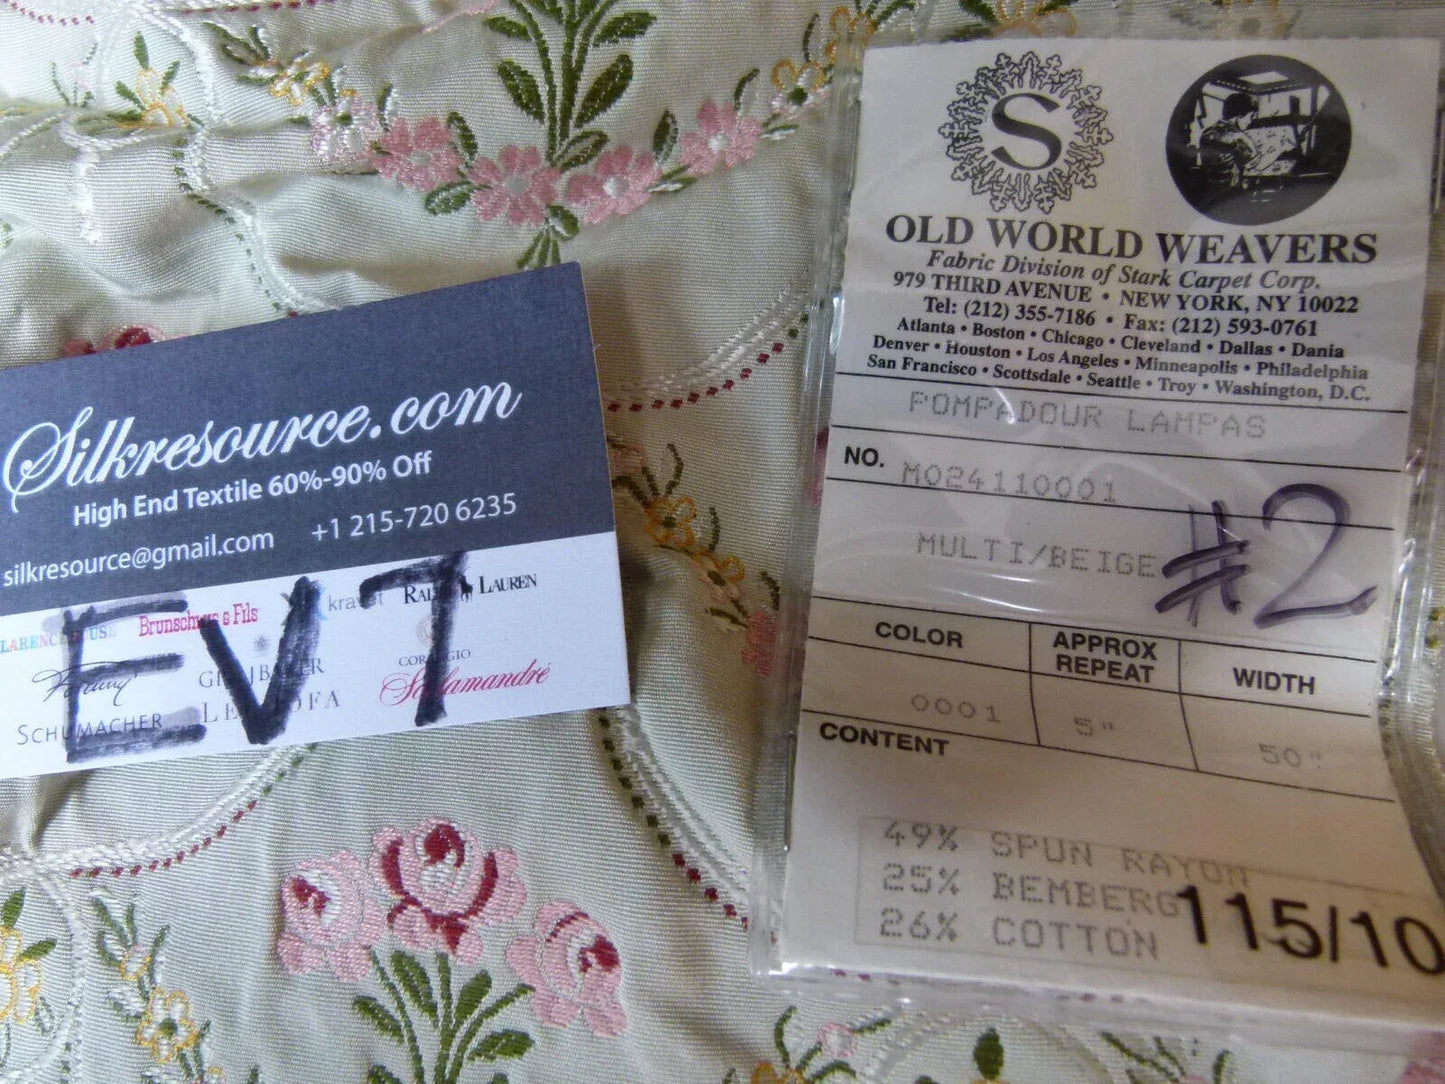 Silkresource.com
High End Textile 60%-90% Off
silkresource@gmail.com +1 215-720 6235
Brunschwig & Fils
kravet
RALPH LAUREN
EV7
SCHUMACHER
CORAGGIO
Scalamandré
S
OLD WORLD WEAVERS
Fabric Division of Stark Carpet Corp.
979 THIRD AVENUE • NEW YORK, NY 10022
Tel: (212) 355-7186 • Fax: (212) 593-0761
Atlanta • Boston • Chicago • Cleveland • Dallas • Dania
Denver • Houston • Los Angeles • Minneapolis • Philadelphia
San Francisco • Scottsdale • Seattle • Troy • Washington, D.C.
POMPADOUR LAMPAS
NO. M024110001
MULTI/BEIGE #2
COLOR APPROX REPEAT WIDTH
0001 5" 50"
CONTENT
49% SPUN RAYON
25% BEMBERG
26% COTTON
115/10